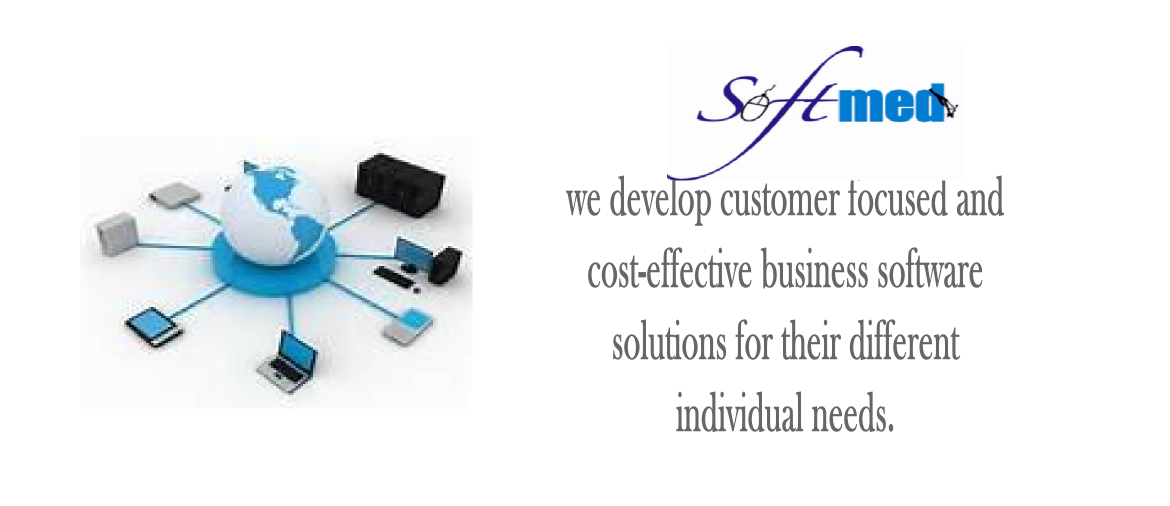 Softmed
we develop customer focused and
cost-effective business software
solutions for their different
individual needs.